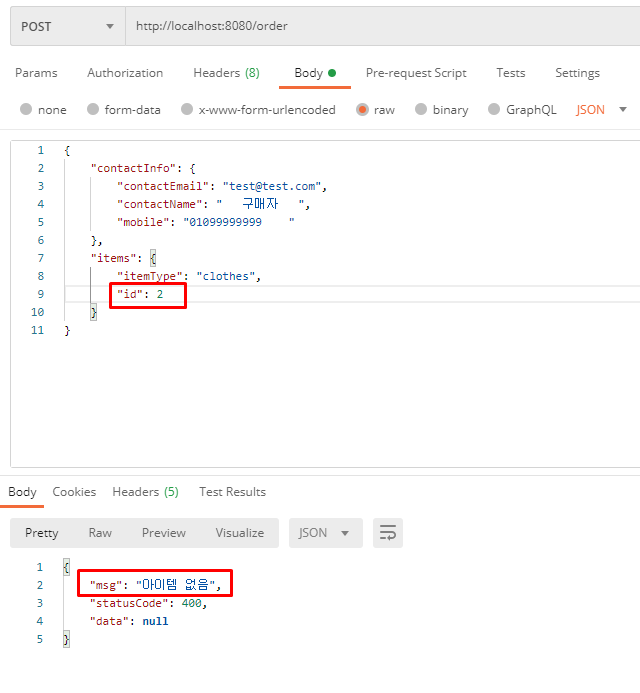 POST http://localhost:8080/order
Params Authorization Headers (8) Body Pre-request Script Tests Settings
none form-data x-www-form-urlencoded raw binary GraphQL JSON
1 {
2 "contactInfo": {
3 "contactEmail": "test@test.com",
4 "contactName": "   구매자   ",
5 "mobile": "01099999999    "
6 },
7 "items": {
8 "itemType": "clothes",
9 "id": 2
10 }
11 }
Body Cookies Headers (5) Test Results
Pretty Raw Preview Visualize JSON
1 {
2 "msg": "아이템 없음",
3 "statusCode": 400,
4 "data": null
5 }